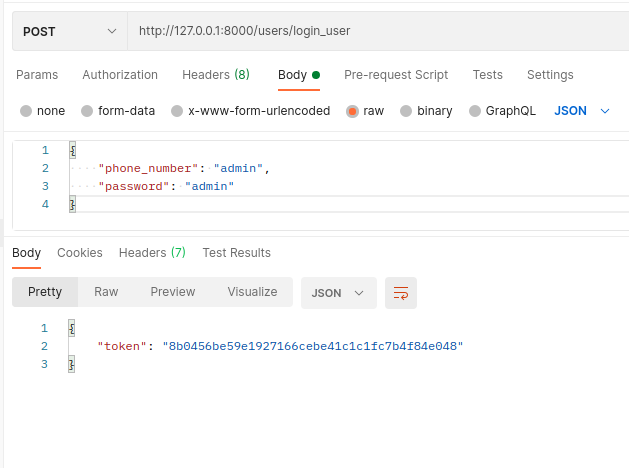 POST http://127.0.0.1:8000/users/login_user
Params Authorization Headers (8) Body Pre-request Script Tests Settings
none form-data x-www-form-urlencoded raw binary GraphQL JSON
1 {
2 "phone_number": "admin",
3 "password": "admin"
4 }
Body Cookies Headers (7) Test Results
Pretty Raw Preview Visualize JSON
1 {
2 "token": "8b0456be59e1927166cebe41c1c1fc7b4f84e048"
3 }